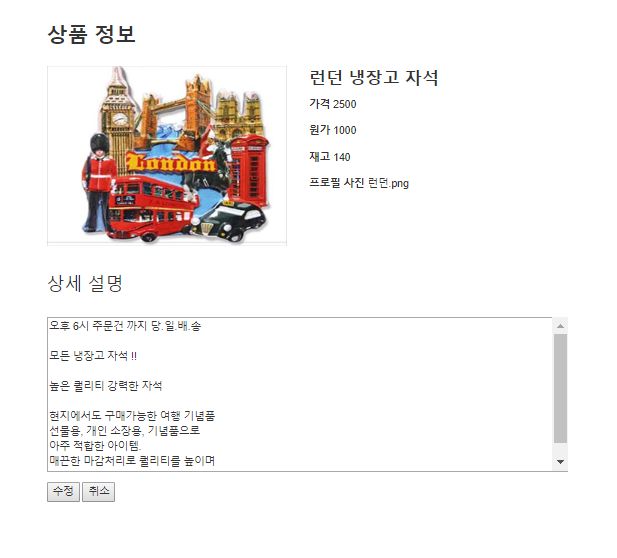 상품 정보
London
런던 냉장고 자석
가격 2500
원가 1000
재고 140
프로필 사진 런던.png
상세 설명
오후 6시 주문건 까지 당.일.배.송
모든 냉장고 자석 !!
높은 퀄리티 강력한 자석
현지에서도 구매가능한 여행 기념품
선물용, 개인 소장용, 기념품으로
아주 적합한 아이템.
매끈한 마감처리로 퀄리티를 높이며
수정 취소